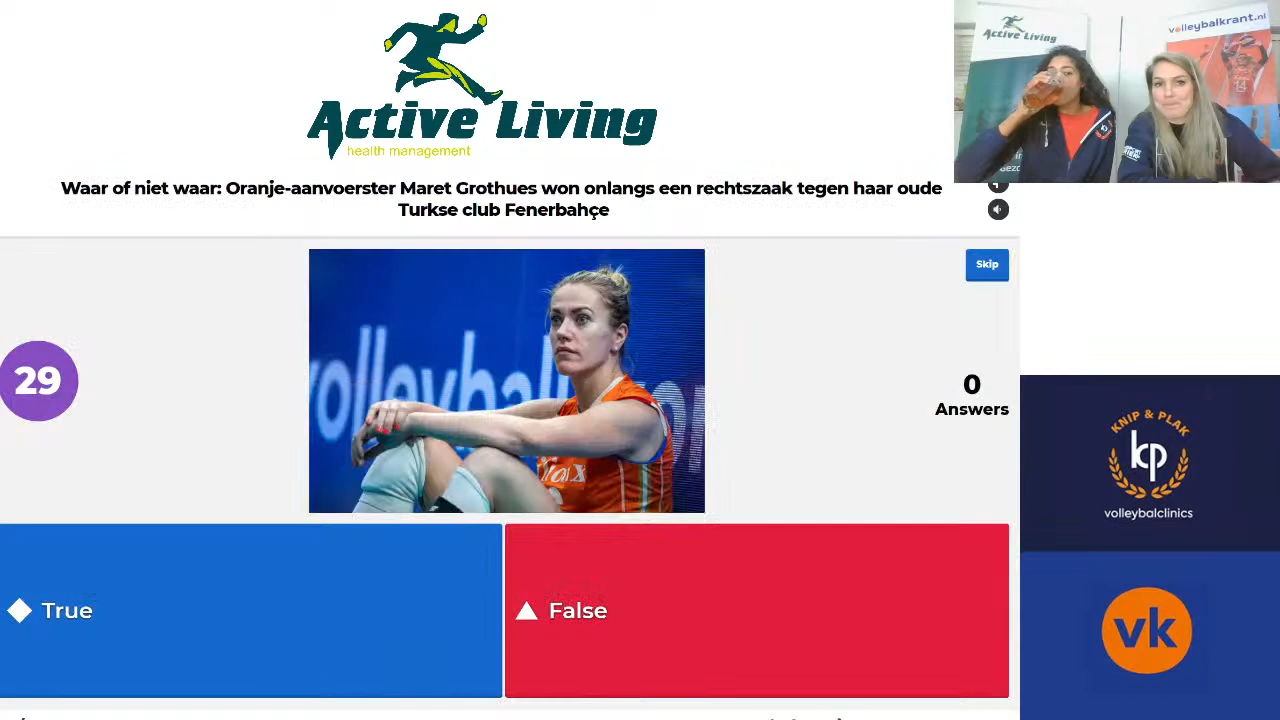 Active Living
health management
Active Living
volleybalkrant.nl
Waar of niet waar: Oranje-aanvoerster Maret Grothues won onlangs een rechtszaak tegen haar oude
Turkse club Fenerbahçe
Skip
29
volleybal
0
Answers
KNIP & PLAK
kp
volleybalclinics
True
False
vk